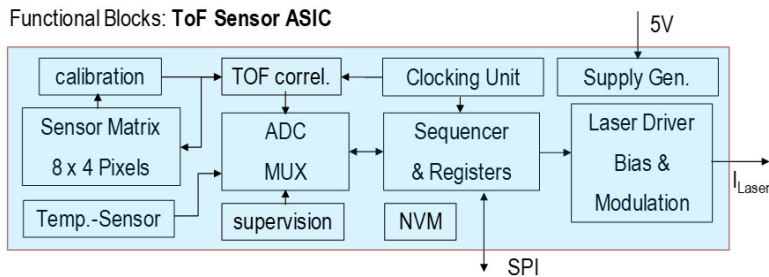 Functional Blocks: ToF Sensor ASIC
5V
calibration
TOF correl.
Clocking Unit
Supply Gen.
Sensor Matrix
8 x 4 Pixels
ADC
MUX
Sequencer
& Registers
Laser Driver
Bias &
Modulation
I_Laser
Temp.-Sensor
supervision
NVM
SPI